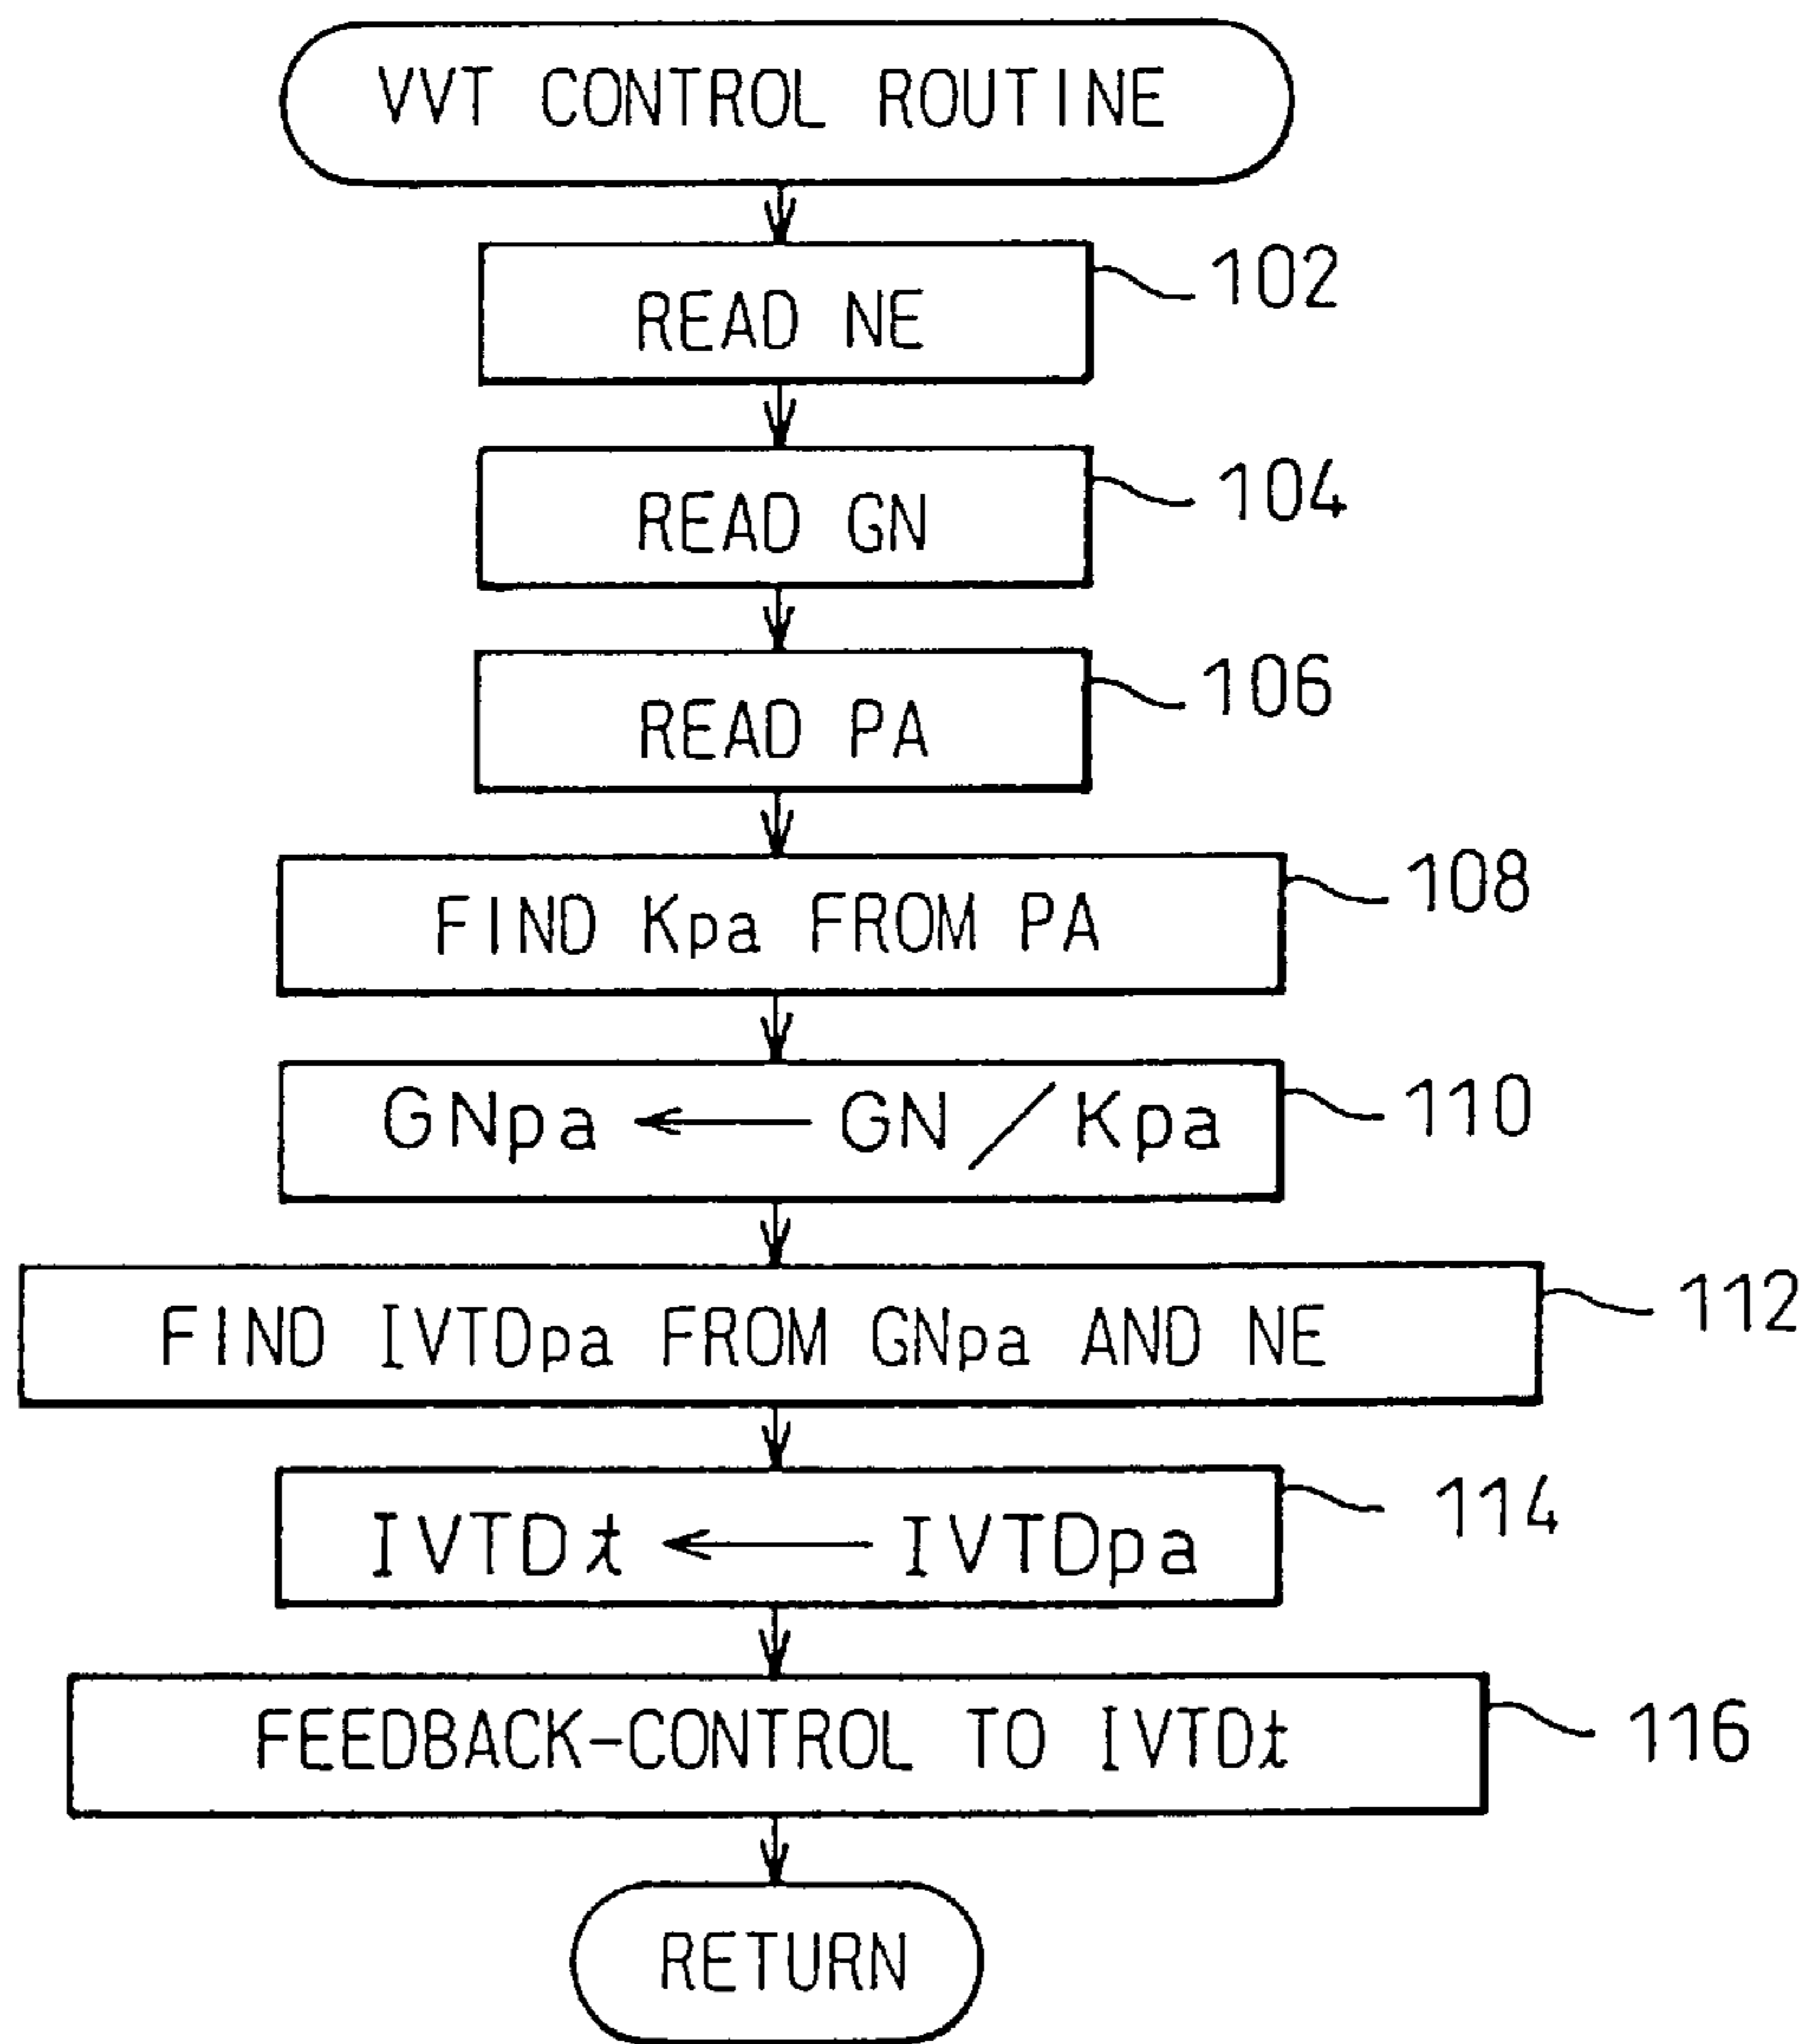 VVT CONTROL ROUTINE
READ NE
102
READ GN
104
READ PA
106
FIND Kpa FROM PA
108
GNpa ← GN/Kpa
110
FIND IVTDpa FROM GNpa AND NE
112
IVTDt ← IVTDpa
114
FEEDBACK-CONTROL TO IVTDt
116
RETURN